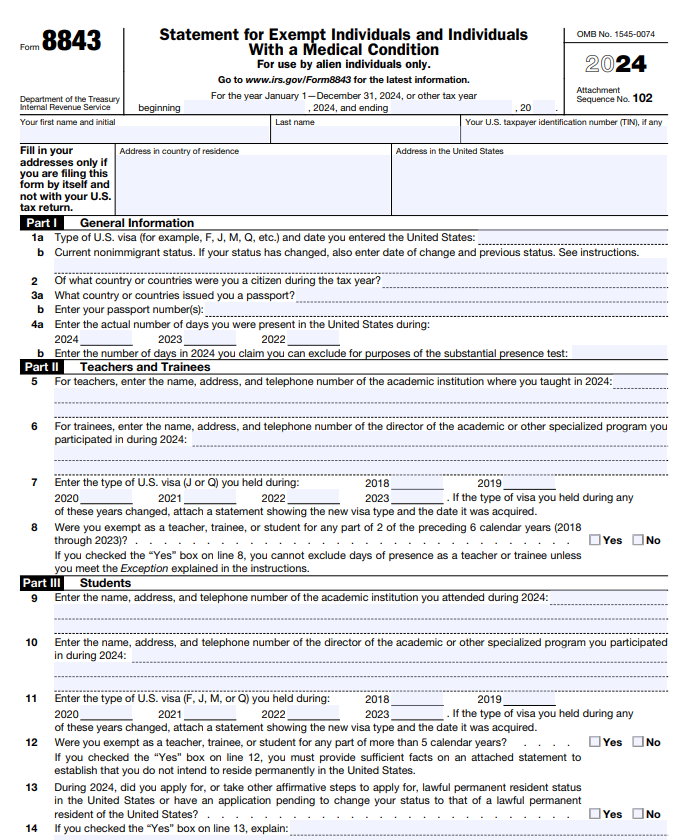 Form 8843
Statement for Exempt Individuals and Individuals
With a Medical Condition
For use by alien individuals only.
Go to www.irs.gov/Form8843 for the latest information.
For the year January 1—December 31, 2024, or other tax year
beginning , 2024, and ending , 20 .
Department of the Treasury
Internal Revenue Service
OMB No. 1545-0074
2024
Attachment
Sequence No. 102
Your first name and initial
Last name
Your U.S. taxpayer identification number (TIN), if any
Fill in your
addresses only if
you are filing this
form by itself and
not with your U.S.
tax return.
Address in country of residence
Address in the United States
Part I General Information
1a Type of U.S. visa (for example, F, J, M, Q, etc.) and date you entered the United States:
b Current nonimmigrant status. If your status has changed, also enter date of change and previous status. See instructions.
2 Of what country or countries were you a citizen during the tax year?
3a What country or countries issued you a passport?
b Enter your passport number(s):
4a Enter the actual number of days you were present in the United States during:
2024 2023 2022
b Enter the number of days in 2024 you claim you can exclude for purposes of the substantial presence test:
Part II Teachers and Trainees
5 For teachers, enter the name, address, and telephone number of the academic institution where you taught in 2024:
6 For trainees, enter the name, address, and telephone number of the director of the academic or other specialized program you
participated in during 2024:
7 Enter the type of U.S. visa (J or Q) you held during: 2018 2019
2020 2021 2022 2023 . If the type of visa you held during any
of these years changed, attach a statement showing the new visa type and the date it was acquired.
8 Were you exempt as a teacher, trainee, or student for any part of 2 of the preceding 6 calendar years (2018
through 2023)? . . . . . . . . . . . . . . . . . . . . . . . . . . . . Yes No
If you checked the “Yes” box on line 8, you cannot exclude days of presence as a teacher or trainee unless
you meet the Exception explained in the instructions.
Part III Students
9 Enter the name, address, and telephone number of the academic institution you attended during 2024:
10 Enter the name, address, and telephone number of the director of the academic or other specialized program you participated
in during 2024:
11 Enter the type of U.S. visa (F, J, M, or Q) you held during: 2018 2019
2020 2021 2022 2023 . If the type of visa you held during any
of these years changed, attach a statement showing the new visa type and the date it was acquired.
12 Were you exempt as a teacher, trainee, or student for any part of more than 5 calendar years? . . . . Yes No
If you checked the “Yes” box on line 12, you must provide sufficient facts on an attached statement to
establish that you do not intend to reside permanently in the United States.
13 During 2024, did you apply for, or take other affirmative steps to apply for, lawful permanent resident status
in the United States or have an application pending to change your status to that of a lawful permanent
resident of the United States? . . . . . . . . . . . . . . . . . . . . . . . Yes No
14 If you checked the “Yes” box on line 13, explain: